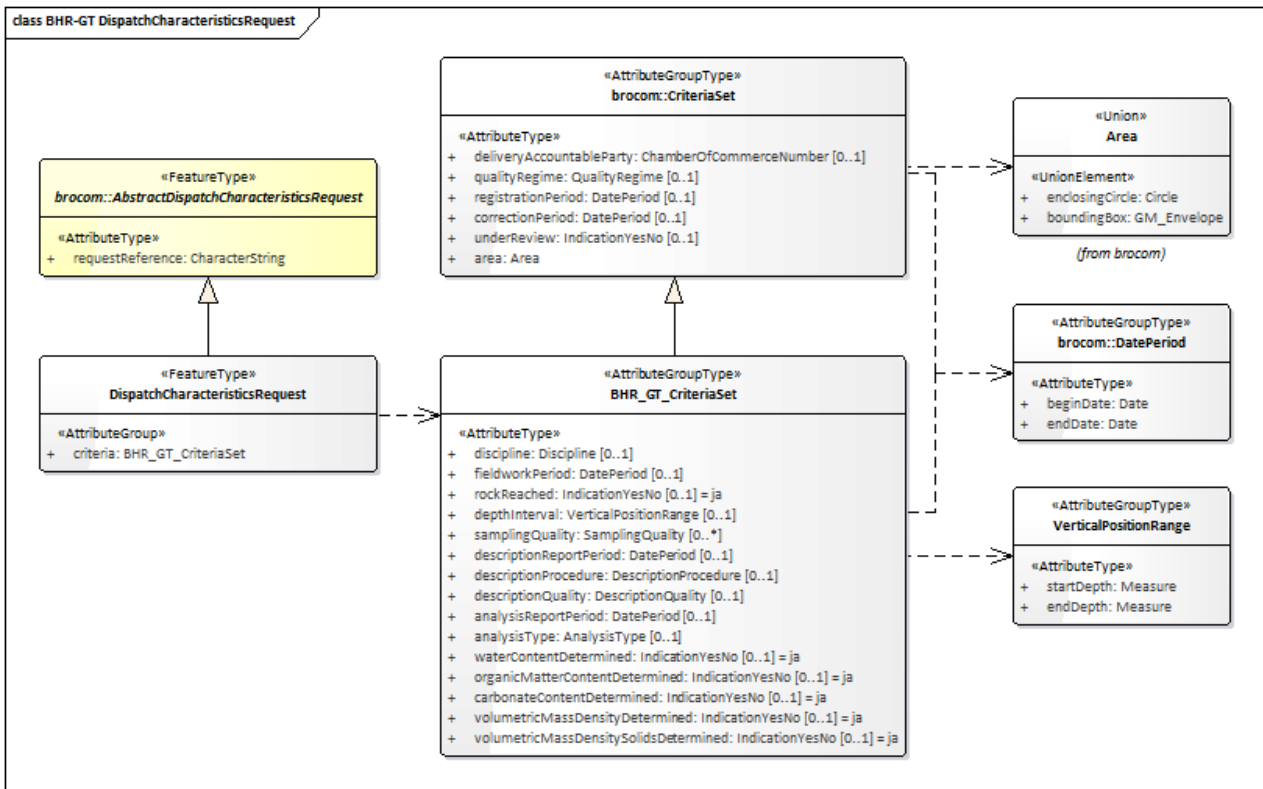 class BHR-GT DispatchCharacteristicsRequest
«FeatureType»
brocom::AbstractDispatchCharacteristicsRequest
«AttributeType»
+ requestReference: CharacterString
«FeatureType»
DispatchCharacteristicsRequest
«AttributeGroup»
+ criteria: BHR_GT_CriteriaSet
«AttributeGroupType»
brocom::CriteriaSet
«AttributeType»
+ deliveryAccountableParty: ChamberOfCommerceNumber [0..1]
+ qualityRegime: QualityRegime [0..1]
+ registrationPeriod: DatePeriod [0..1]
+ correctionPeriod: DatePeriod [0..1]
+ underReview: IndicationYesNo [0..1]
+ area: Area
«AttributeGroupType»
BHR_GT_CriteriaSet
«AttributeType»
+ discipline: Discipline [0..1]
+ fieldworkPeriod: DatePeriod [0..1]
+ rockReached: IndicationYesNo [0..1] = ja
+ depthInterval: VerticalPositionRange [0..1]
+ samplingQuality: SamplingQuality [0..*]
+ descriptionReportPeriod: DatePeriod [0..1]
+ descriptionProcedure: DescriptionProcedure [0..1]
+ descriptionQuality: DescriptionQuality [0..1]
+ analysisReportPeriod: DatePeriod[0..1]
+ analysisType: AnalysisType [0..1]
+ waterContentDetermined: IndicationYesNo [0..1] = ja
+ organicMatterContentDetermined: IndicationYesNo [0..1] = ja
+ carbonateContentDetermined: IndicationYesNo [0..1] = ja
+ volumetricMassDensityDetermined: IndicationYesNo [0..1] = ja
+ volumetricMassDensitySolidsDetermined: IndicationYesNo [0..1] = ja
«Union»
Area
«UnionElement»
+ enclosingCircle: Circle
+ boundingBox: GM_Envelope
(from brocom)
«AttributeGroupType»
brocom::DatePeriod
«AttributeType»
+ beginDate: Date
+ endDate: Date
«AttributeGroupType»
VerticalPositionRange
«AttributeType»
+ startDepth: Measure
+ endDepth: Measure